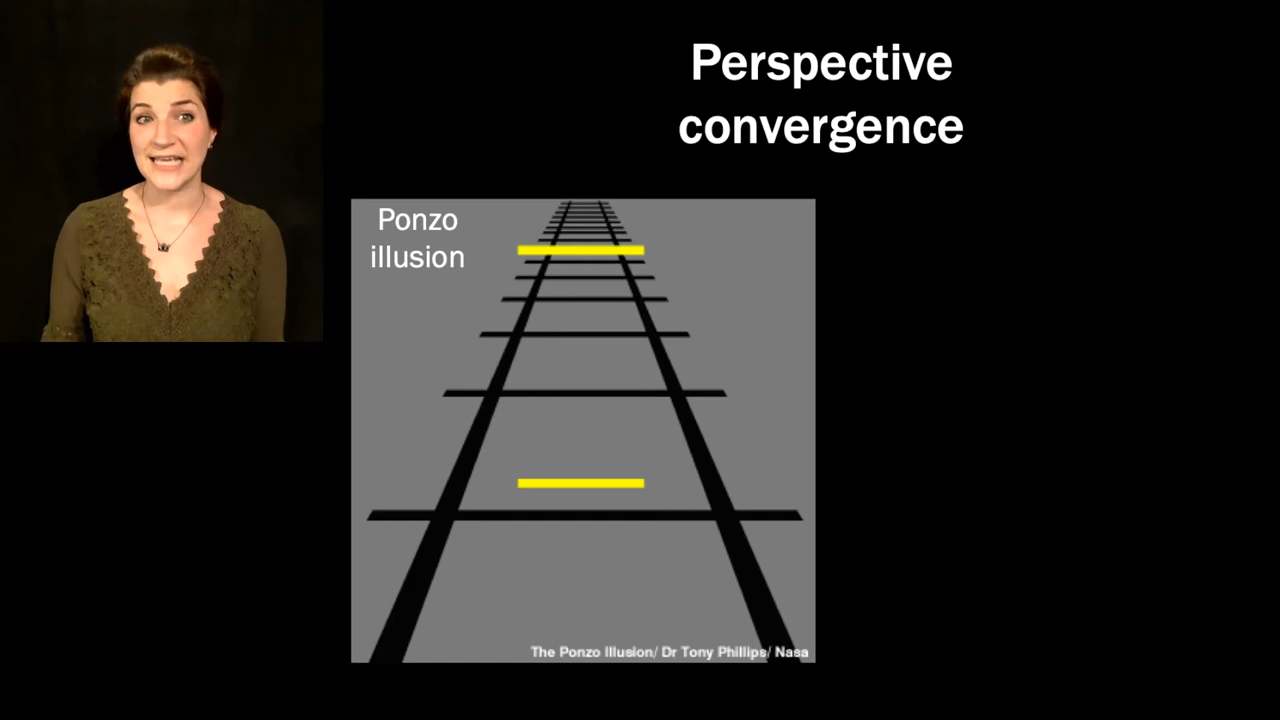 Perspective
convergence
Ponzo
illusion
The Ponzo Illusion/ Dr Tony Phillips/ Nasa